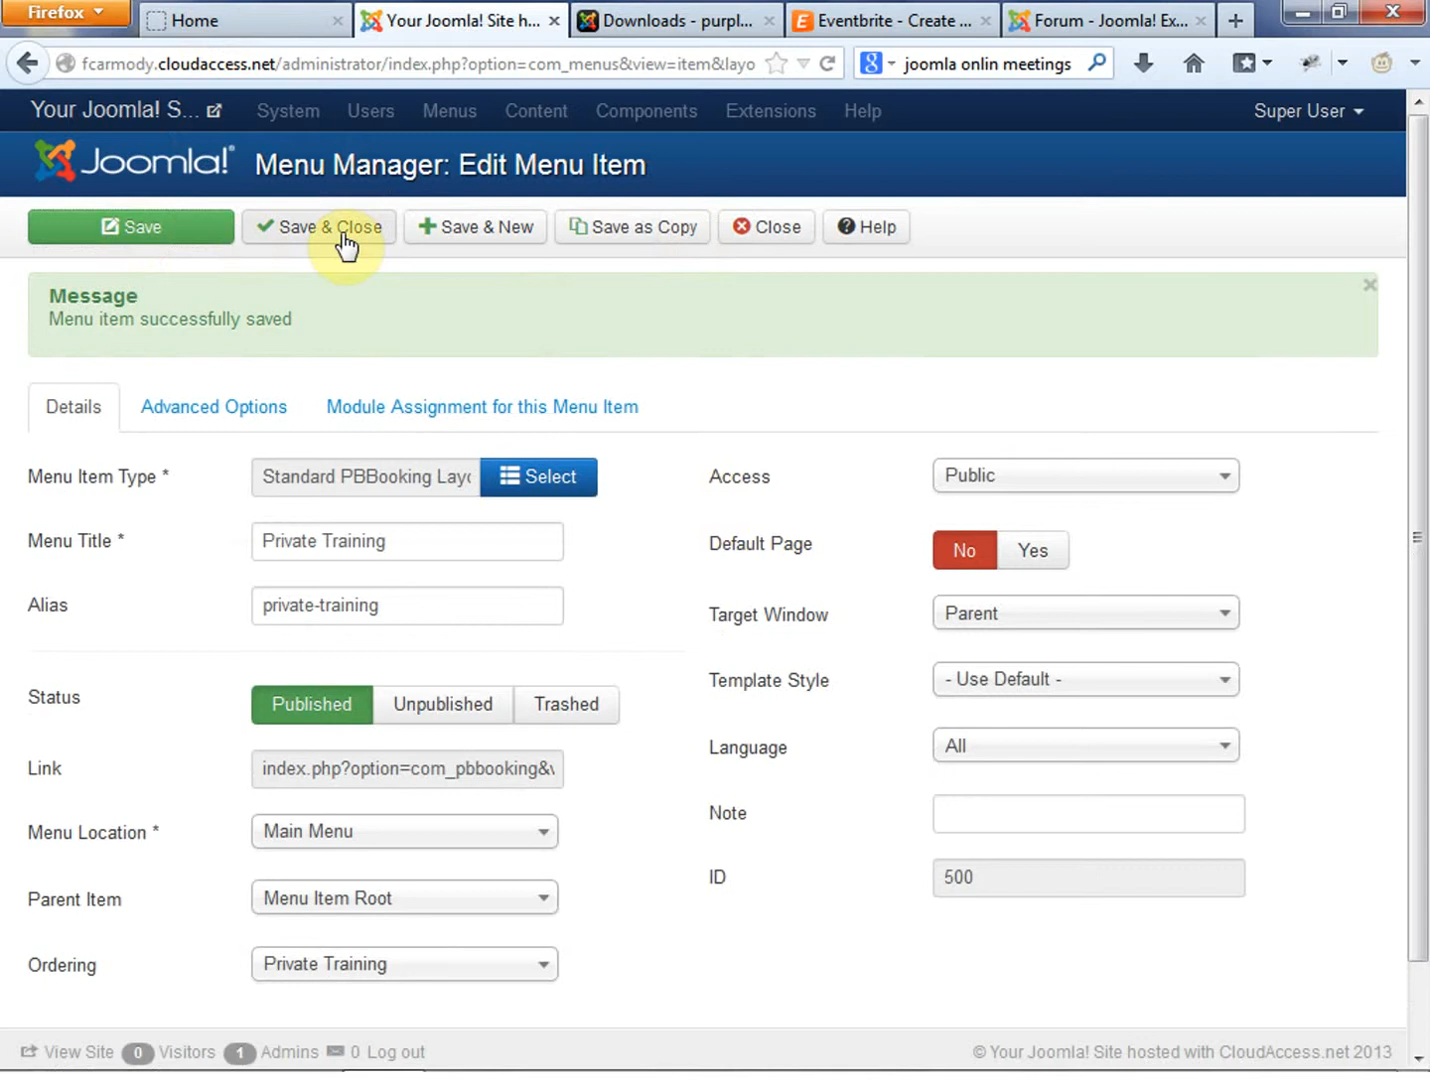 Firefox
Home
Your Joomla! Site h...
Downloads - purpl...
Eventbrite - Create ...
Forum - Joomla! Ex...
fcarmody.cloudaccess.net/administrator/index.php?option=com_menus&view=item&layo
joomla onlin meetings
Your Joomla! S...
System
Users
Menus
Content
Components
Extensions
Help
Super User
Joomla!
Menu Manager: Edit Menu Item
Save
Save & Close
Save & New
Save as Copy
Close
Help
Message
Menu item successfully saved
Details
Advanced Options
Module Assignment for this Menu Item
Menu Item Type *
Standard PBBooking Layo
Select
Access
Public
Menu Title *
Private Training
Default Page
No
Yes
Alias
private-training
Target Window
Parent
Status
Published
Unpublished
Trashed
Template Style
- Use Default -
Link
index.php?option=com_pbbooking&v
Language
All
Menu Location *
Main Menu
Note
Parent Item
Menu Item Root
ID
500
Ordering
Private Training
View Site 0 Visitors 1 Admins 0 Log out
© Your Joomla! Site hosted with CloudAccess.net 2013